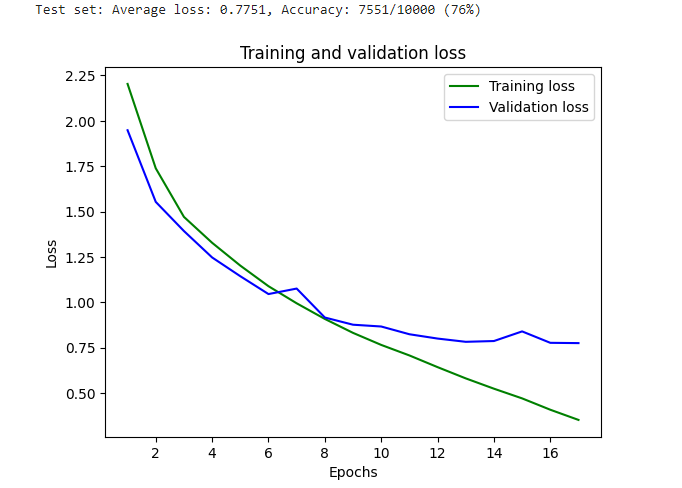 Test set: Average loss: 0.7751, Accuracy: 7551/10000 (76%)
Training and validation loss
Training loss
Validation loss
2.25
2.00
1.75
1.50
1.25
1.00
0.75
0.50
Loss
2 4 6 8 10 12 14 16
Epochs